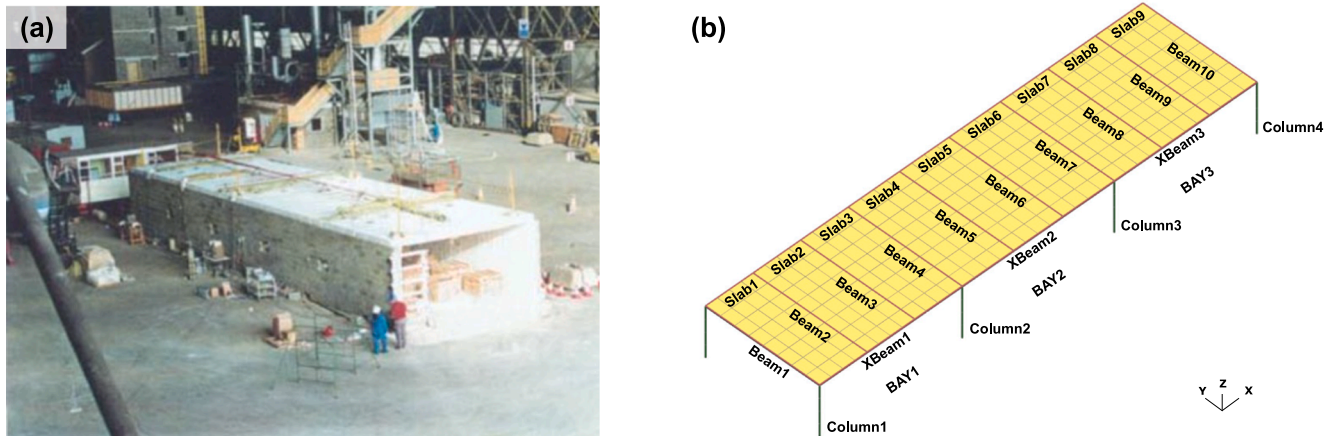 (a)
(b)
Slab9
Slab8
Slab7
Slab6
Slab5
Slab4
Slab3
Slab2
Slab1
Beam10
Beam9
Beam8
Beam7
Beam6
Beam5
Beam4
Beam3
Beam2
Beam1
XBeam3
XBeam2
XBeam1
BAY3
BAY2
BAY1
Column4
Column3
Column2
Column1
Y Z X